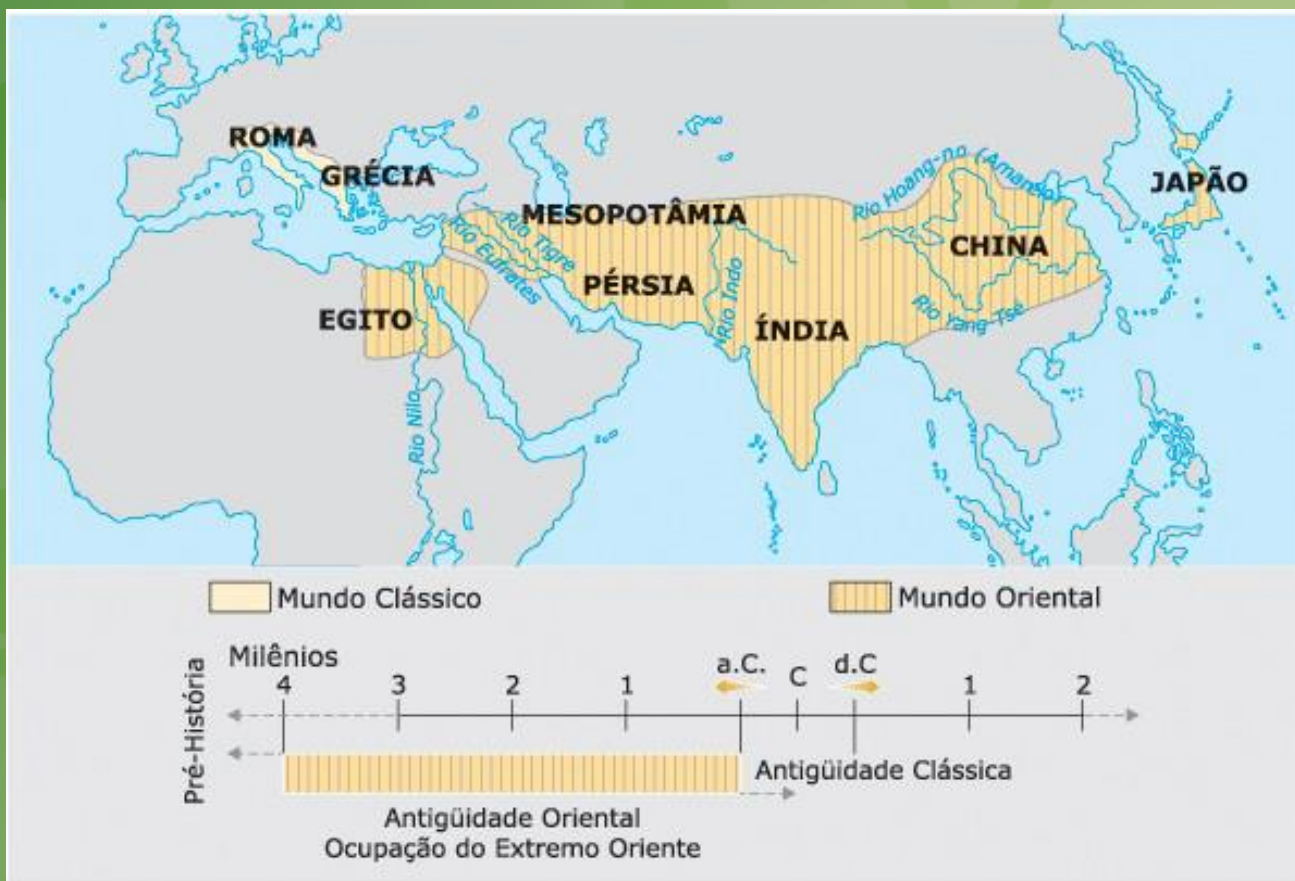 ROMA
GRÉCIA
MESOPOTÂMIA
Rio Tigre
Rio Eufrates
PÉRSIA
EGITO
Rio Nilo
Rio Indo
ÍNDIA
Rio Hoang-no (Amarelo)
CHINA
Rio Yang-Tse
JAPÃO
Mundo Clássico
Mundo Oriental
Pré-História
Milênios
a.C. C d.C
4 3 2 1 1 2
Antigüidade Clássica
Antigüidade Oriental
Ocupação do Extremo Oriente